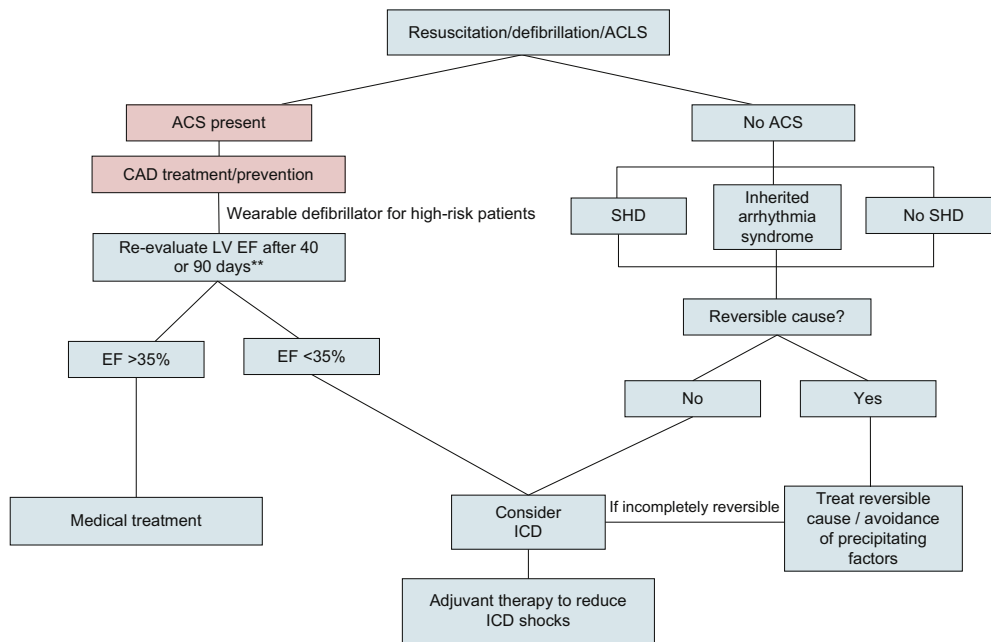 Resuscitation/defibrillation/ACLS
ACS present
No ACS
CAD treatment/prevention
Wearable defibrillator for high-risk patients
SHD
Inherited
arrhythmia
syndrome
No SHD
Re-evaluate LV EF after 40
or 90 days**
Reversible cause?
EF >35%
EF <35%
No
Yes
Medical treatment
Consider
ICD
If incompletely reversible
Treat reversible
cause / avoidance
of precipitating
factors
Adjuvant therapy to reduce
ICD shocks